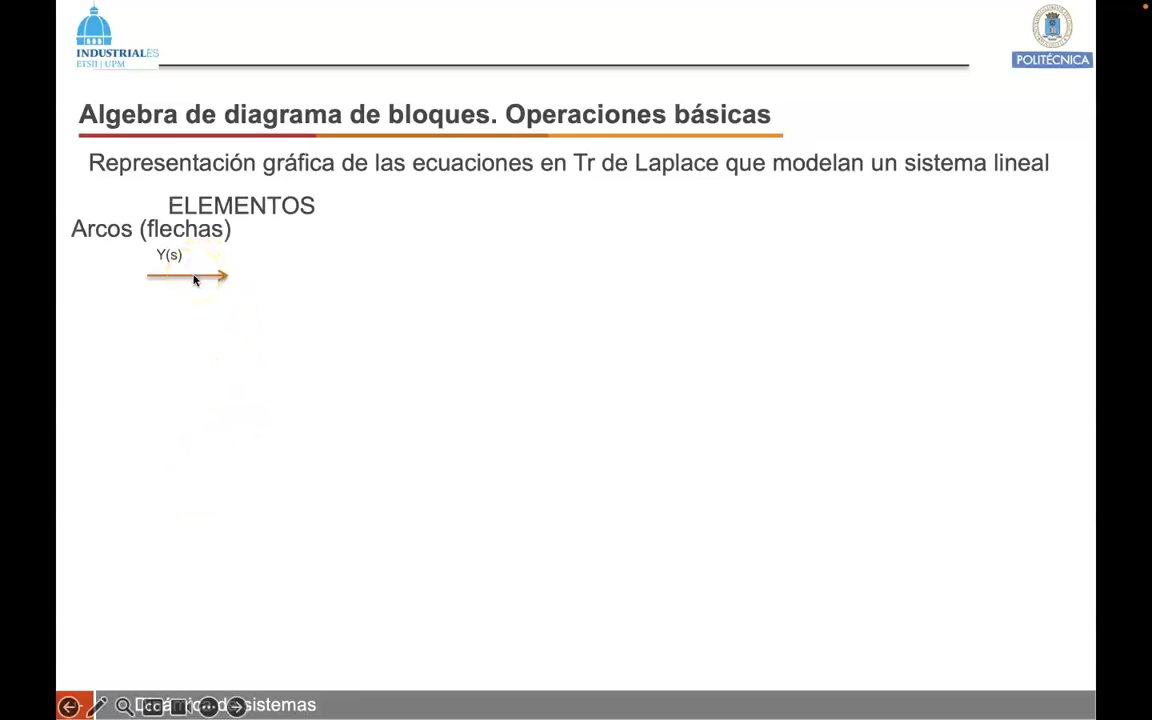 INDUSTRIALES
ETSII | UPM
POLITÉCNICA
Algebra de diagrama de bloques. Operaciones básicas
Representación gráfica de las ecuaciones en Tr de Laplace que modelan un sistema lineal
ELEMENTOS
Arcos (flechas)
Y(s)
sistemas